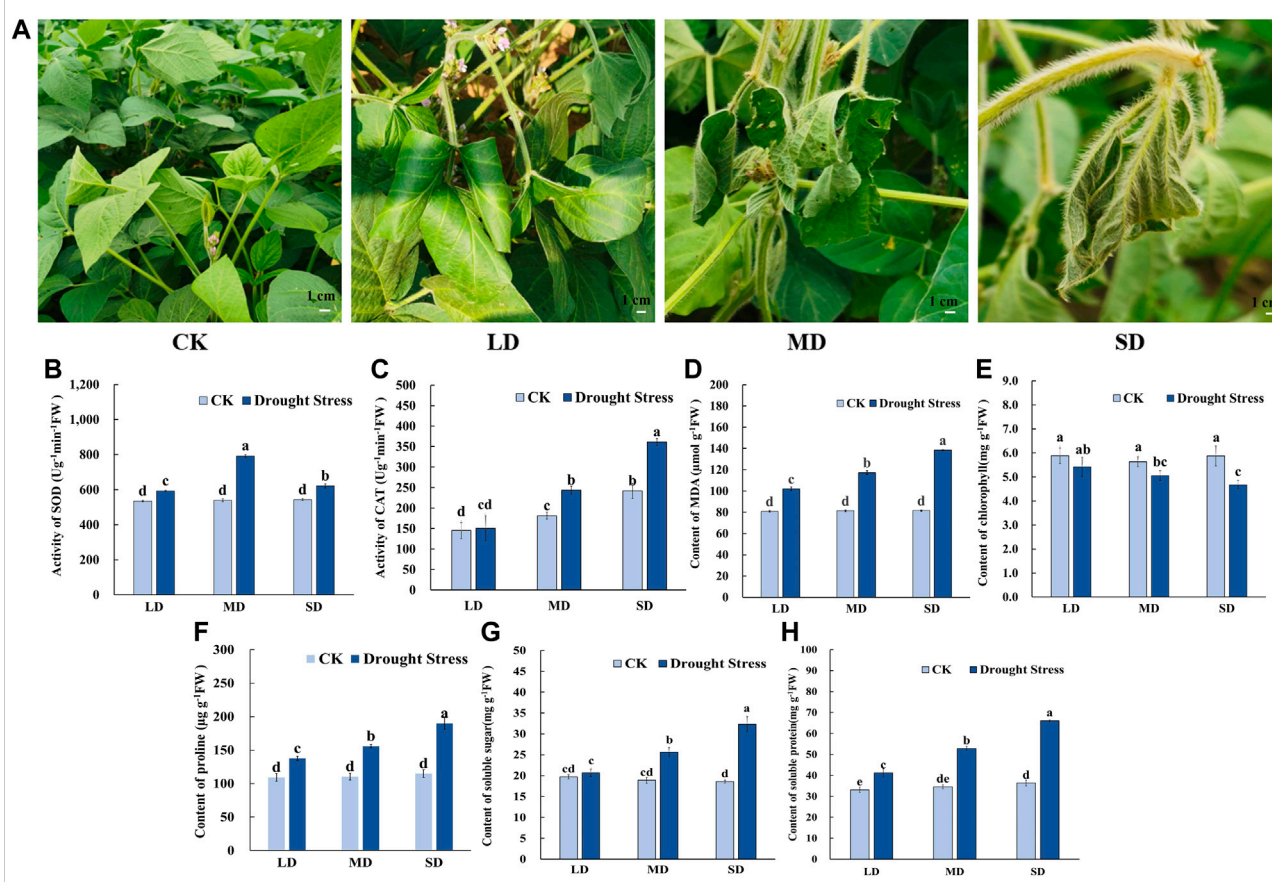 A
1 cm
1 cm
1 cm
1 cm
CK
LD
MD
SD
B
CK Drought Stress
Activity of SOD (Ug⁻¹min⁻¹FW )
1,200
1,000
800
600
400
200
0
d c d a d b
LD MD SD
C
CK Drought Stress
Activity of CAT (Ug⁻¹min⁻¹FW )
500
450
400
350
300
250
200
150
100
50
0
d d c b b a
LD MD SD
D
CK Drought Stress
Content of MDA (μmol g⁻¹FW )
200
180
160
140
120
100
80
60
40
20
0
d c d b d a
LD MD SD
E
CK Drought Stress
Content of chlorophyll(mg g⁻¹FW )
9.0
8.0
7.0
6.0
5.0
4.0
3.0
2.0
1.0
0.0
a ab a bc a c
LD MD SD
F
CK Drought Stress
Content of proline (μg g⁻¹FW )
300
250
200
150
100
50
0
d c d b d a
LD MD SD
G
CK Drought Stress
Content of soluble sugar(mg g⁻¹FW )
50
45
40
35
30
25
20
15
10
5
0
cd c cd b d a
LD MD SD
H
CK Drought Stress
Content of soluble protein(mg g⁻¹FW )
100
90
80
70
60
50
40
30
20
10
0
e c de b d a
LD MD SD